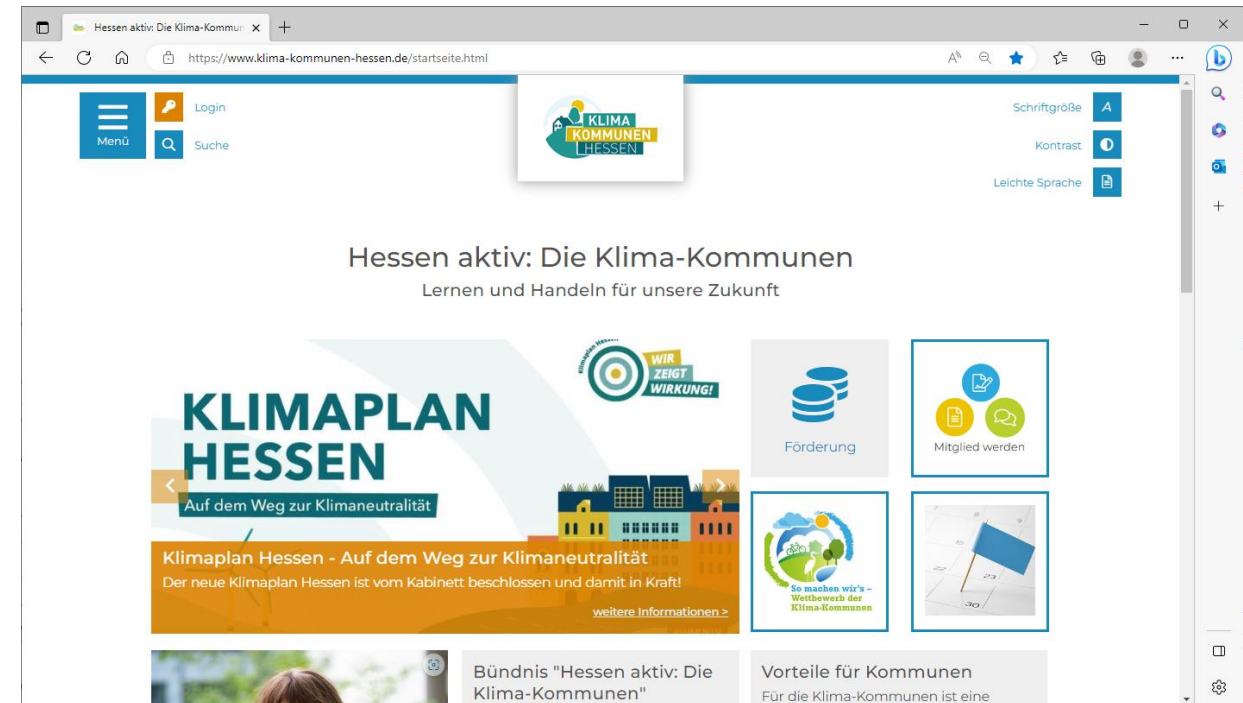 Hessen aktiv: Die Klima-Kommun
https://www.klima-kommunen-hessen.de/startseite.html
Menü
Login
Suche
KLIMA
KOMMUNEN
HESSEN
Schriftgröße
A
Kontrast
Leichte Sprache
Hessen aktiv: Die Klima-Kommunen
Lernen und Handeln für unsere Zukunft
Klimaplan Hessen
WIR
ZEIGT
WIRKUNG!
KLIMAPLAN
HESSEN
Auf dem Weg zur Klimaneutralität
Klimaplan Hessen - Auf dem Weg zur Klimaneutralität
Der neue Klimaplan Hessen ist vom Kabinett beschlossen und damit in Kraft!
weitere Informationen >
Förderung
Mitglied werden
So machen wir's –
Wettbewerb der
Klima-Kommunen
23
30
Bündnis "Hessen aktiv: Die
Klima-Kommunen"
Vorteile für Kommunen
Für die Klima-Kommunen ist eine